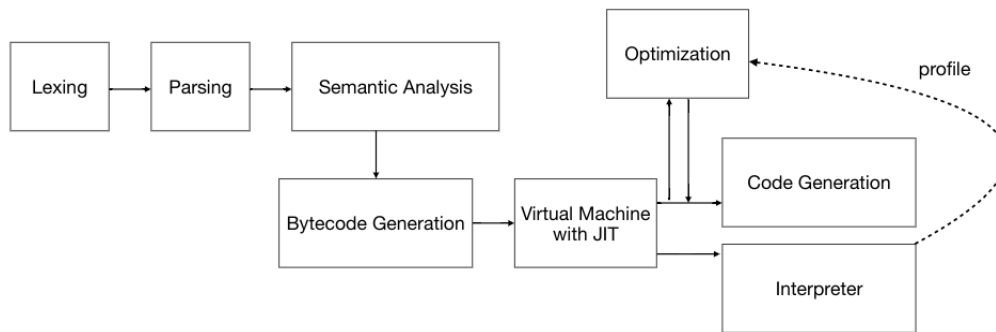 Lexing
Parsing
Semantic Analysis
Optimization
profile
Bytecode Generation
Virtual Machine
with JIT
Code Generation
Interpreter